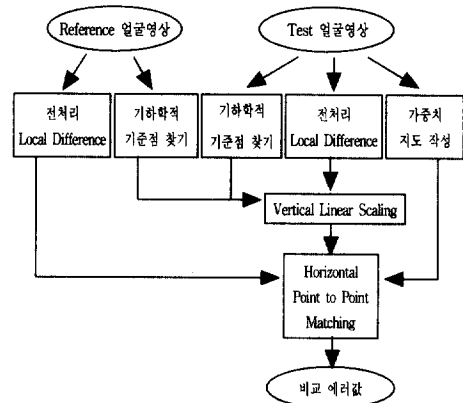 Reference 얼굴영상
Test 얼굴영상
전처리
Local Difference
기하학적
기준점 찾기
기하학적
기준점 찾기
전처리
Local Difference
가중치
지도 작성
Vertical Linear Scaling
Horizontal
Point to Point
Matching
비교 에러값